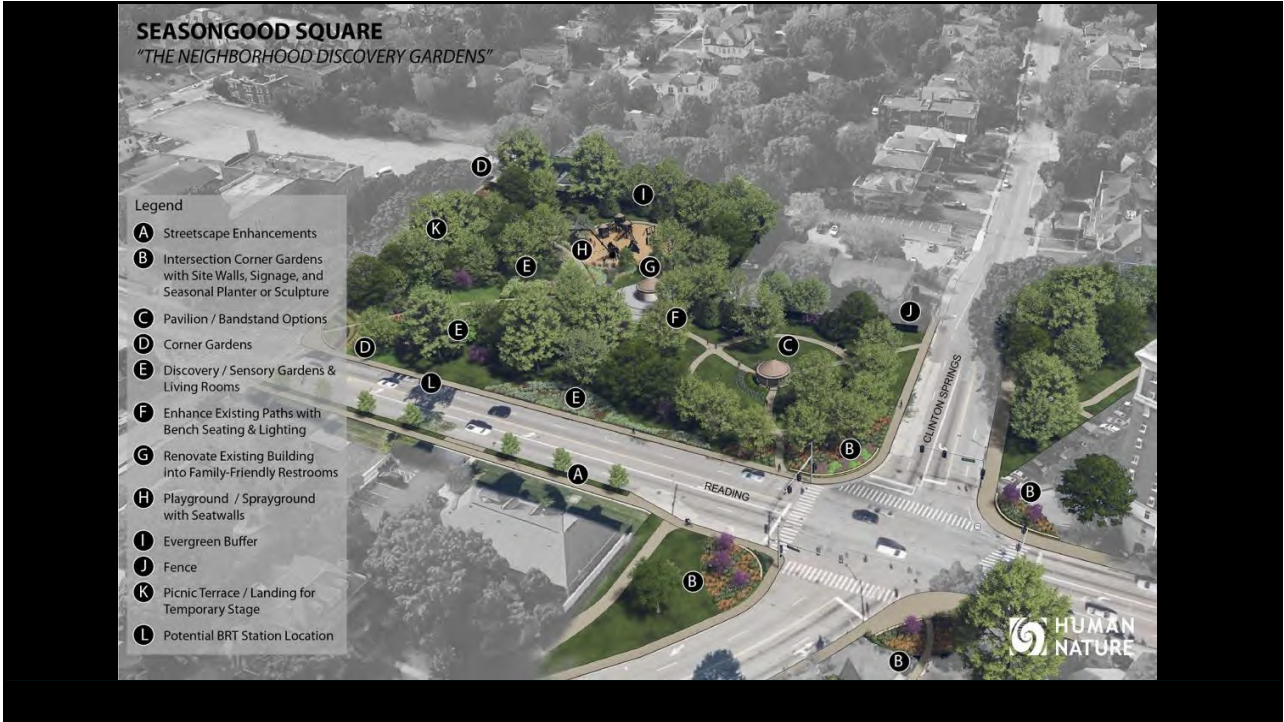 SEASONGOOD SQUARE
"THE NEIGHBORHOOD DISCOVERY GARDENS"
Legend
A Streetscape Enhancements
B Intersection Corner Gardens
with Site Walls, Signage, and
Seasonal Planter or Sculpture
C Pavilion / Bandstand Options
D Corner Gardens
E Discovery / Sensory Gardens &
Living Rooms
F Enhance Existing Paths with
Bench Seating & Lighting
G Renovate Existing Building
into Family-Friendly Restrooms
H Playground / Sprayground
with Seatwalls
I Evergreen Buffer
J Fence
K Picnic Terrace / Landing for
Temporary Stage
L Potential BRT Station Location
D
I
K
H
E
G
J
F
E
C
D
L
E
B
CLINTON SPRINGS
A
READING
B
B
B
HUMAN
NATURE